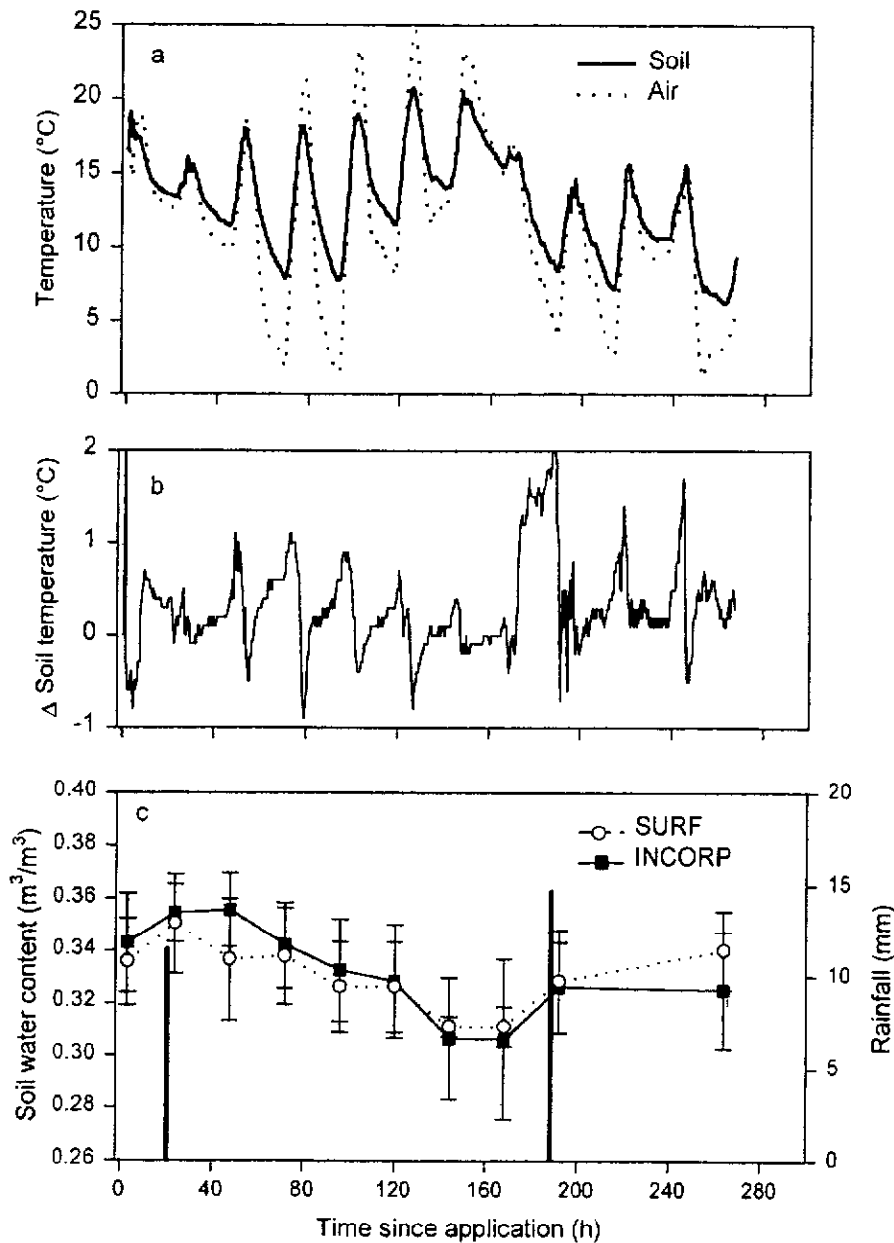 25
20
15
10
5
0
Temperature (°C)
a
Soil
Air
2
1
0
-1
Δ Soil temperature (°C)
b
0.40
0.38
0.36
0.34
0.32
0.30
0.28
0.26
Soil water content (m³/m³)
c
SURF
INCORP
20
15
10
5
0
Rainfall (mm)
0 40 80 120 160 200 240 280
Time since application (h)